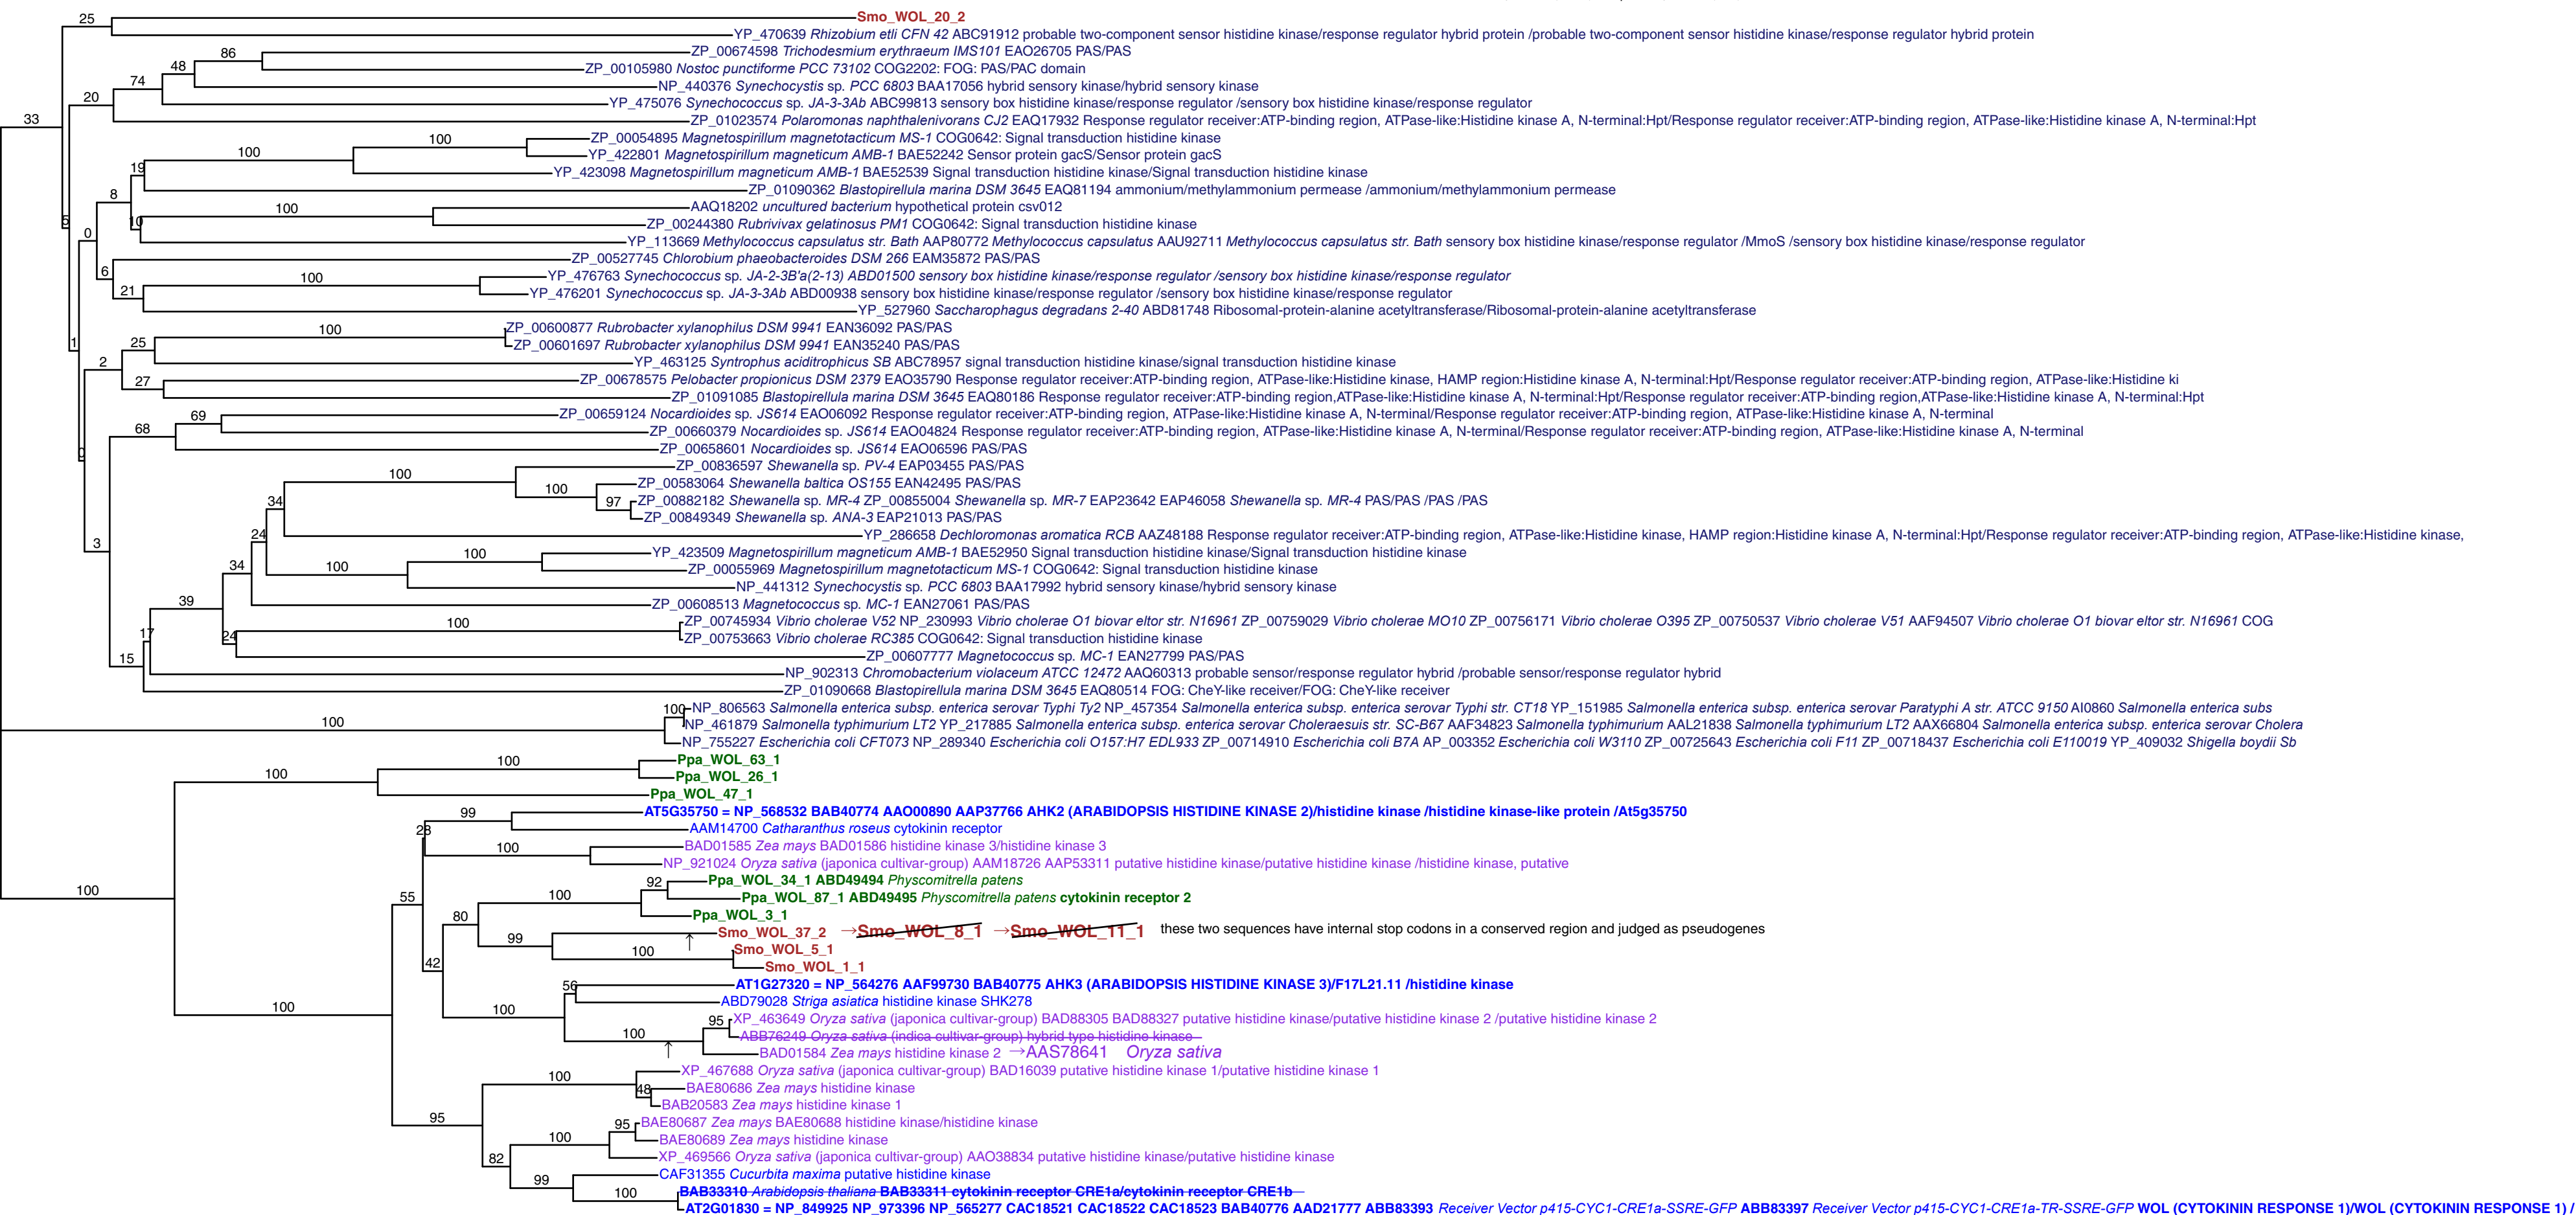 25 Smo_WOL_20_2
YP_470639 Rhizobium etli CFN 42 ABC91912 probable two-component sensor histidine kinase/response regulator hybrid protein /probable two-component sensor histidine kinase/response regulator hybrid protein
86 ZP_00674598 Trichodesmium erythraeum IMS101 EAO26705 PAS/PAS
48 ZP_00105980 Nostoc punctiforme PCC 73102 COG2202: FOG: PAS/PAC domain
74 NP_440376 Synechocystis sp. PCC 6803 BAA17056 hybrid sensory kinase/hybrid sensory kinase
20 YP_475076 Synechococcus sp. JA-3-3Ab ABC99813 sensory box histidine kinase/response regulator /sensory box histidine kinase/response regulator
33 ZP_01023574 Polaromonas naphthalenivorans CJ2 EAQ17932 Response regulator receiver:ATP-binding region, ATPase-like:Histidine kinase A, N-terminal:Hpt/Response regulator receiver:ATP-binding region, ATPase-like:Histidine kinase A, N-terminal:Hpt
100 ZP_00054895 Magnetospirillum magnetotacticum MS-1 COG0642: Signal transduction histidine kinase
100 YP_422801 Magnetospirillum magneticum AMB-1 BAE52242 Sensor protein gacS/Sensor protein gacS
19 YP_423098 Magnetospirillum magneticum AMB-1 BAE52539 Signal transduction histidine kinase/Signal transduction histidine kinase
8 ZP_01090362 Blastopirellula marina DSM 3645 EAQ81194 ammonium/methylammonium permease /ammonium/methylammonium permease
100 AAQ18202 uncultured bacterium hypothetical protein csv012
5 10 ZP_00244380 Rubrivivax gelatinosus PM1 COG0642: Signal transduction histidine kinase
0 YP_113669 Methylococcus capsulatus str. Bath AAP80772 Methylococcus capsulatus AAU92711 Methylococcus capsulatus str. Bath sensory box histidine kinase/response regulator /MmoS /sensory box histidine kinase/response regulator
ZP_00527745 Chlorobium phaeobacteroides DSM 266 EAM35872 PAS/PAS
6 100 YP_476763 Synechococcus sp. JA-2-3B'a(2-13) ABD01500 sensory box histidine kinase/response regulator /sensory box histidine kinase/response regulator
21 YP_476201 Synechococcus sp. JA-3-3Ab ABD00938 sensory box histidine kinase/response regulator /sensory box histidine kinase/response regulator
YP_527960 Saccharophagus degradans 2-40 ABD81748 Ribosomal-protein-alanine acetyltransferase/Ribosomal-protein-alanine acetyltransferase
100 ZP_00600877 Rubrobacter xylanophilus DSM 9941 EAN36092 PAS/PAS
1 25 ZP_00601697 Rubrobacter xylanophilus DSM 9941 EAN35240 PAS/PAS
2 YP_463125 Syntrophus aciditrophicus SB ABC78957 signal transduction histidine kinase/signal transduction histidine kinase
27 ZP_00678575 Pelobacter propionicus DSM 2379 EAO35790 Response regulator receiver:ATP-binding region, ATPase-like:Histidine kinase, HAMP region:Histidine kinase A, N-terminal:Hpt/Response regulator receiver:ATP-binding region, ATPase-like:Histidine ki
ZP_01091085 Blastopirellula marina DSM 3645 EAQ80186 Response regulator receiver:ATP-binding region,ATPase-like:Histidine kinase A, N-terminal:Hpt/Response regulator receiver:ATP-binding region,ATPase-like:Histidine kinase A, N-terminal:Hpt
69 ZP_00659124 Nocardioides sp. JS614 EAO06092 Response regulator receiver:ATP-binding region, ATPase-like:Histidine kinase A, N-terminal/Response regulator receiver:ATP-binding region, ATPase-like:Histidine kinase A, N-terminal
68 ZP_00660379 Nocardioides sp. JS614 EAO04824 Response regulator receiver:ATP-binding region, ATPase-like:Histidine kinase A, N-terminal/Response regulator receiver:ATP-binding region, ATPase-like:Histidine kinase A, N-terminal
0 ZP_00658601 Nocardioides sp. JS614 EAO06596 PAS/PAS
100 ZP_00836597 Shewanella sp. PV-4 EAP03455 PAS/PAS
100 ZP_00583064 Shewanella baltica OS155 EAN42495 PAS/PAS
34 97 ZP_00882182 Shewanella sp. MR-4 ZP_00855004 Shewanella sp. MR-7 EAP23642 EAP46058 Shewanella sp. MR-4 PAS/PAS /PAS /PAS
ZP_00849349 Shewanella sp. ANA-3 EAP21013 PAS/PAS
3 24 YP_286658 Dechloromonas aromatica RCB AAZ48188 Response regulator receiver:ATP-binding region, ATPase-like:Histidine kinase, HAMP region:Histidine kinase A, N-terminal:Hpt/Response regulator receiver:ATP-binding region, ATPase-like:Histidine kinase,
100 YP_423509 Magnetospirillum magneticum AMB-1 BAE52950 Signal transduction histidine kinase/Signal transduction histidine kinase
34 100 ZP_00055969 Magnetospirillum magnetotacticum MS-1 COG0642: Signal transduction histidine kinase
NP_441312 Synechocystis sp. PCC 6803 BAA17992 hybrid sensory kinase/hybrid sensory kinase
39 ZP_00608513 Magnetococcus sp. MC-1 EAN27061 PAS/PAS
100 ZP_00745934 Vibrio cholerae V52 NP_230993 Vibrio cholerae O1 biovar eltor str. N16961 ZP_00759029 Vibrio cholerae MO10 ZP_00756171 Vibrio cholerae O395 ZP_00750537 Vibrio cholerae V51 AAF94507 Vibrio cholerae O1 biovar eltor str. N16961 COG
17 24 ZP_00753663 Vibrio cholerae RC385 COG0642: Signal transduction histidine kinase
15 ZP_00607777 Magnetococcus sp. MC-1 EAN27799 PAS/PAS
NP_902313 Chromobacterium violaceum ATCC 12472 AAQ60313 probable sensor/response regulator hybrid /probable sensor/response regulator hybrid
ZP_01090668 Blastopirellula marina DSM 3645 EAQ80514 FOG: CheY-like receiver/FOG: CheY-like receiver
100 NP_806563 Salmonella enterica subsp. enterica serovar Typhi Ty2 NP_457354 Salmonella enterica subsp. enterica serovar Typhi str. CT18 YP_151985 Salmonella enterica subsp. enterica serovar Paratyphi A str. ATCC 9150 AI0860 Salmonella enterica subs
100 NP_461879 Salmonella typhimurium LT2 YP_217885 Salmonella enterica subsp. enterica serovar Choleraesuis str. SC-B67 AAF34823 Salmonella typhimurium AAL21838 Salmonella typhimurium LT2 AAX66804 Salmonella enterica subsp. enterica serovar Cholera
NP_755227 Escherichia coli CFT073 NP_289340 Escherichia coli O157:H7 EDL933 ZP_00714910 Escherichia coli B7A AP_003352 Escherichia coli W3110 ZP_00725643 Escherichia coli F11 ZP_00718437 Escherichia coli E110019 YP_409032 Shigella boydii Sb
100 Ppa_WOL_63_1
100 Ppa_WOL_26_1
Ppa_WOL_47_1
99 AT5G35750 = NP_568532 BAB40774 AAO00890 AAP37766 AHK2 (ARABIDOPSIS HISTIDINE KINASE 2)/histidine kinase /histidine kinase-like protein /At5g35750
28 AAM14700 Catharanthus roseus cytokinin receptor
100 BAD01585 Zea mays BAD01586 histidine kinase 3/histidine kinase 3
NP_921024 Oryza sativa (japonica cultivar-group) AAM18726 AAP53311 putative histidine kinase/putative histidine kinase /histidine kinase, putative
100 92 Ppa_WOL_34_1 ABD49494 Physcomitrella patens
55 100 Ppa_WOL_87_1 ABD49495 Physcomitrella patens cytokinin receptor 2
80 Ppa_WOL_3_1
99 ↑ Smo_WOL_37_2 →Smo_WOL_8_1 →Smo_WOL_11_1 these two sequences have internal stop codons in a conserved region and judged as pseudogenes
100 Smo_WOL_5_1
42 Smo_WOL_1_1
56 AT1G27320 = NP_564276 AAF99730 BAB40775 AHK3 (ARABIDOPSIS HISTIDINE KINASE 3)/F17L21.11 /histidine kinase
100 100 ABD79028 Striga asiatica histidine kinase SHK278
95 XP_463649 Oryza sativa (japonica cultivar-group) BAD88305 BAD88327 putative histidine kinase/putative histidine kinase 2 /putative histidine kinase 2
100 ABB76249 Oryza sativa (indica cultivar-group) hybrid type histidine kinase
↑ BAD01584 Zea mays histidine kinase 2 →AAS78641 Oryza sativa
100 XP_467688 Oryza sativa (japonica cultivar-group) BAD16039 putative histidine kinase 1/putative histidine kinase 1
48 BAE80686 Zea mays histidine kinase
BAB20583 Zea mays histidine kinase 1
95 95 BAE80687 Zea mays BAE80688 histidine kinase/histidine kinase
100 BAE80689 Zea mays histidine kinase
82 XP_469566 Oryza sativa (japonica cultivar-group) AAO38834 putative histidine kinase/putative histidine kinase
99 CAF31355 Cucurbita maxima putative histidine kinase
100 BAB33310 Arabidopsis thaliana BAB33311 cytokinin receptor CRE1a/cytokinin receptor CRE1b
AT2G01830 = NP_849925 NP_973396 NP_565277 CAC18521 CAC18522 CAC18523 BAB40776 AAD21777 ABB83393 Receiver Vector p415-CYC1-CRE1a-SSRE-GFP ABB83397 Receiver Vector p415-CYC1-CRE1a-TR-SSRE-GFP WOL (CYTOKININ RESPONSE 1)/WOL (CYTOKININ RESPONSE 1) /